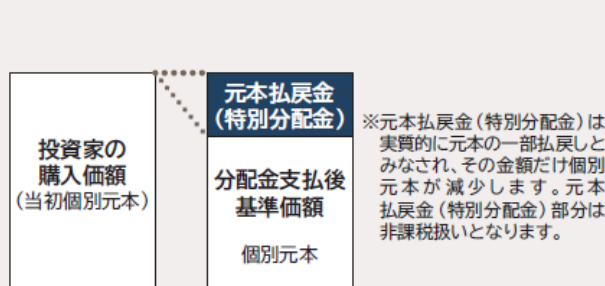 投資家の
購入価額
(当初個別元本)
元本払戻金
(特別分配金)
分配金支払後
基準価額
個別元本
※元本払戻金(特別分配金)は
実質的に元本の一部払戻しと
みなされ、その金額だけ個別
元本が減少します。元本
払戻金(特別分配金)部分は
非課税扱いとなります。